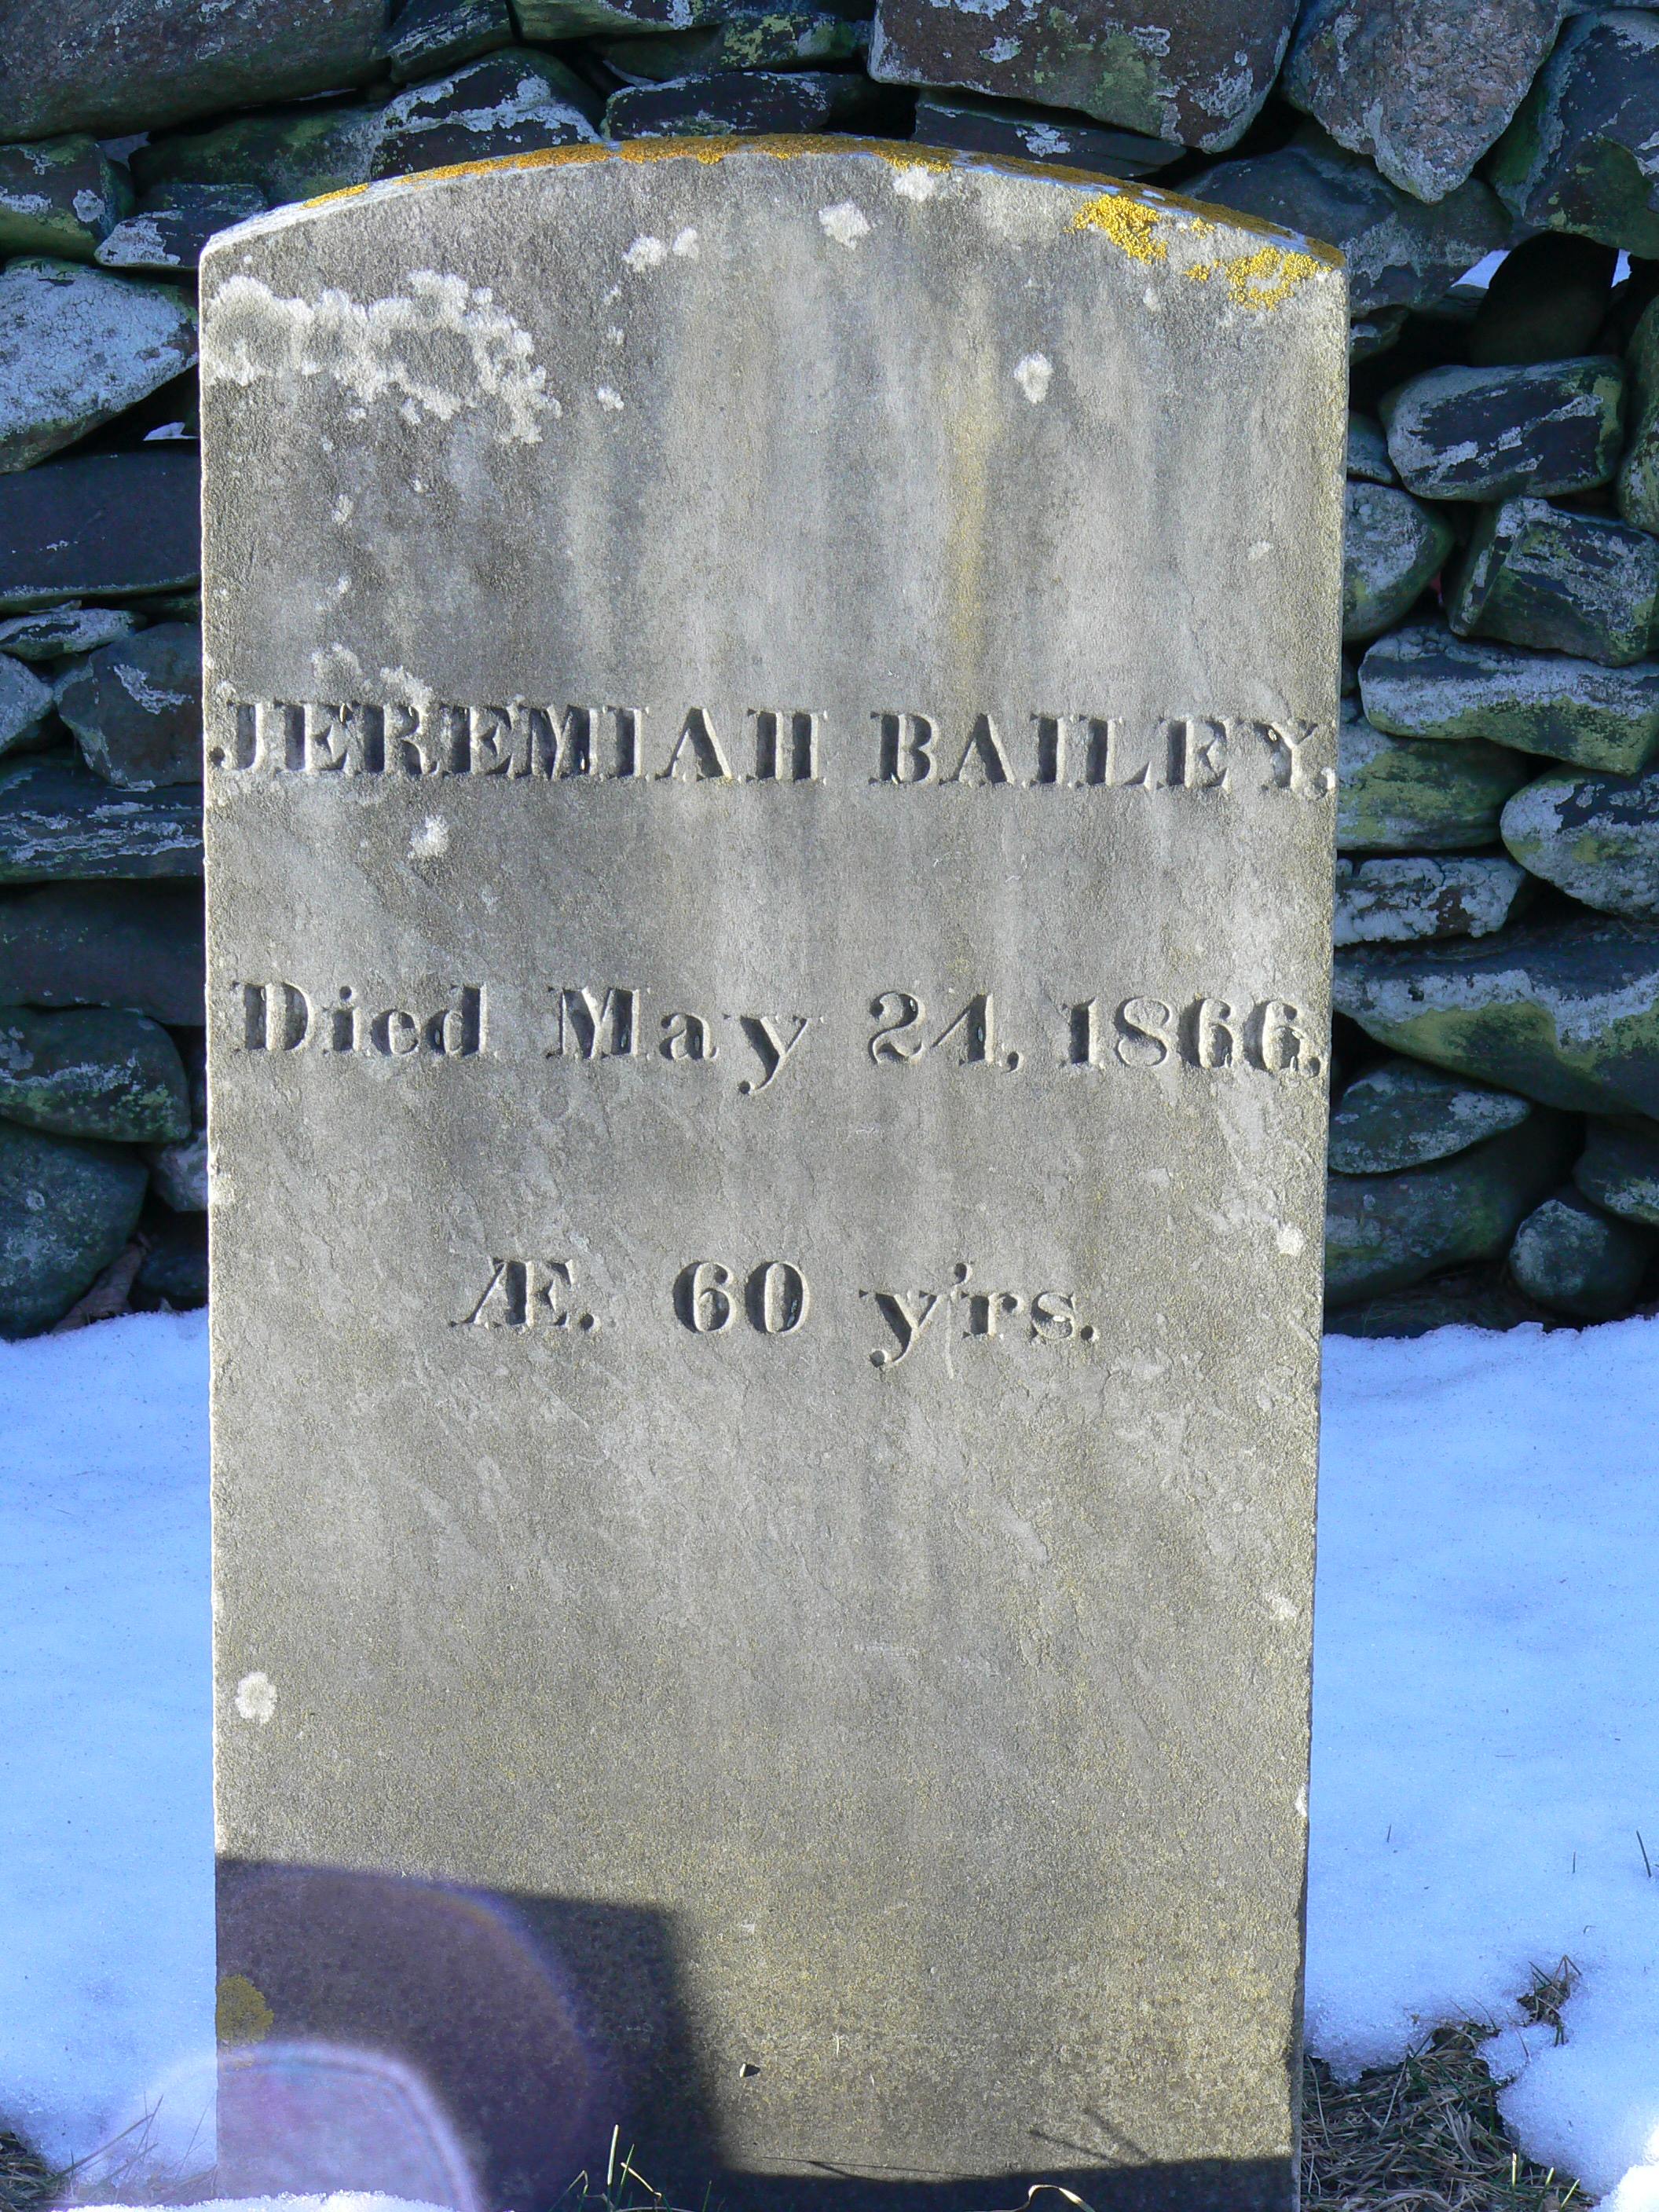 JEREMIAH BAILEY,
Died May 24, 1866,
Æ. 60 y'rs.